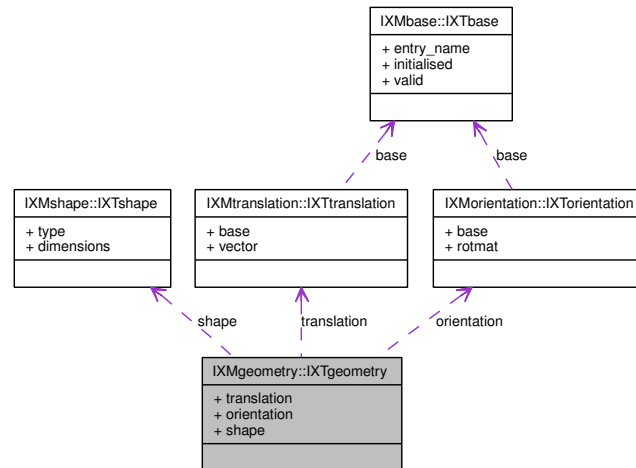 IXMbase::IXTbase
+ entry_name
+ initialised
+ valid
base
base
IXMshape::IXTshape
+ type
+ dimensions
IXMtranslation::IXTtranslation
+ base
+ vector
IXMorientation::IXTorientation
+ base
+ rotmat
shape
translation
orientation
IXMgeometry::IXTgeometry
+ translation
+ orientation
+ shape